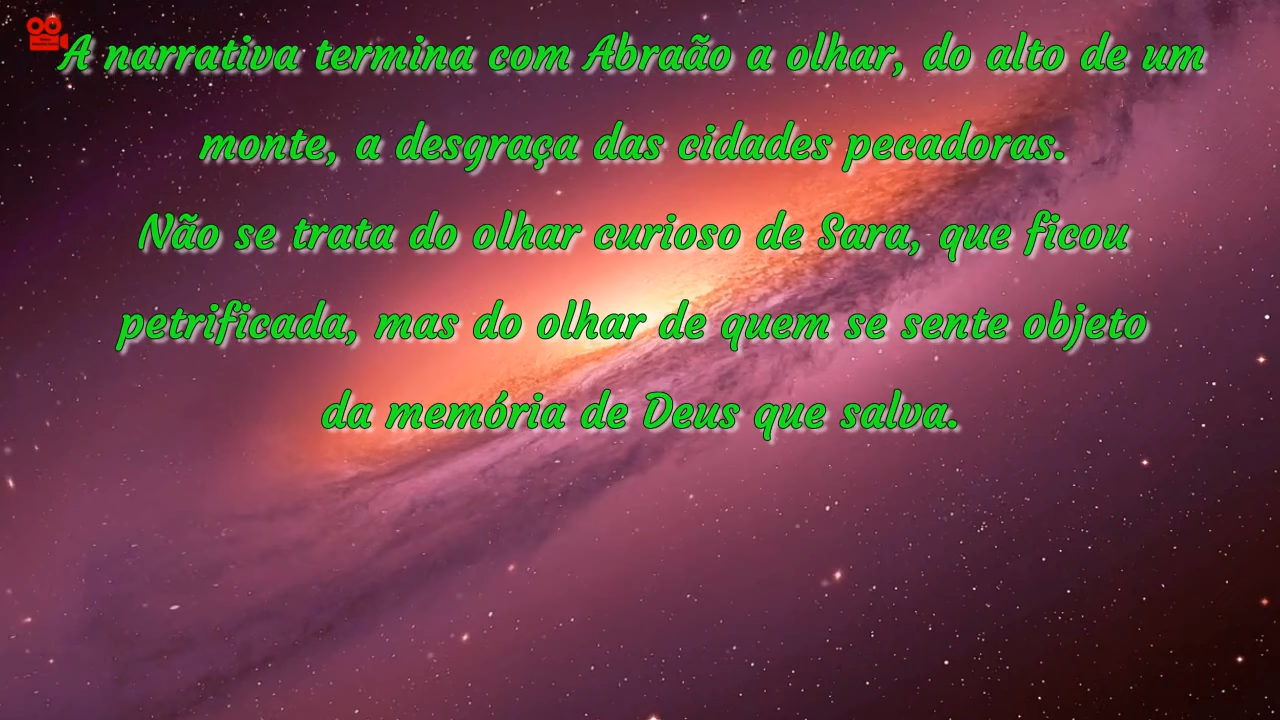 A narrativa termina com Abraão a olhar, do alto de um
monte, a desgraça das cidades pecadoras.
Não se trata do olhar curioso de Sara, que ficou
petrificada, mas do olhar de quem se sente objeto
da memória de Deus que salva.